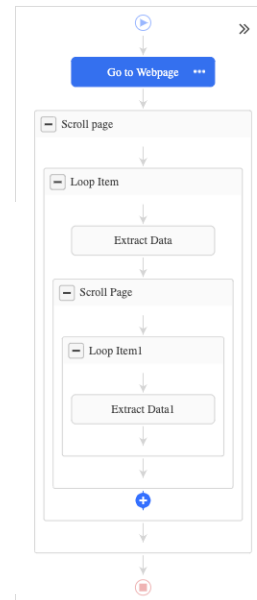 Go to Webpage
Scroll page
Loop Item
Extract Data
Scroll Page
Loop Item1
Extract Data1